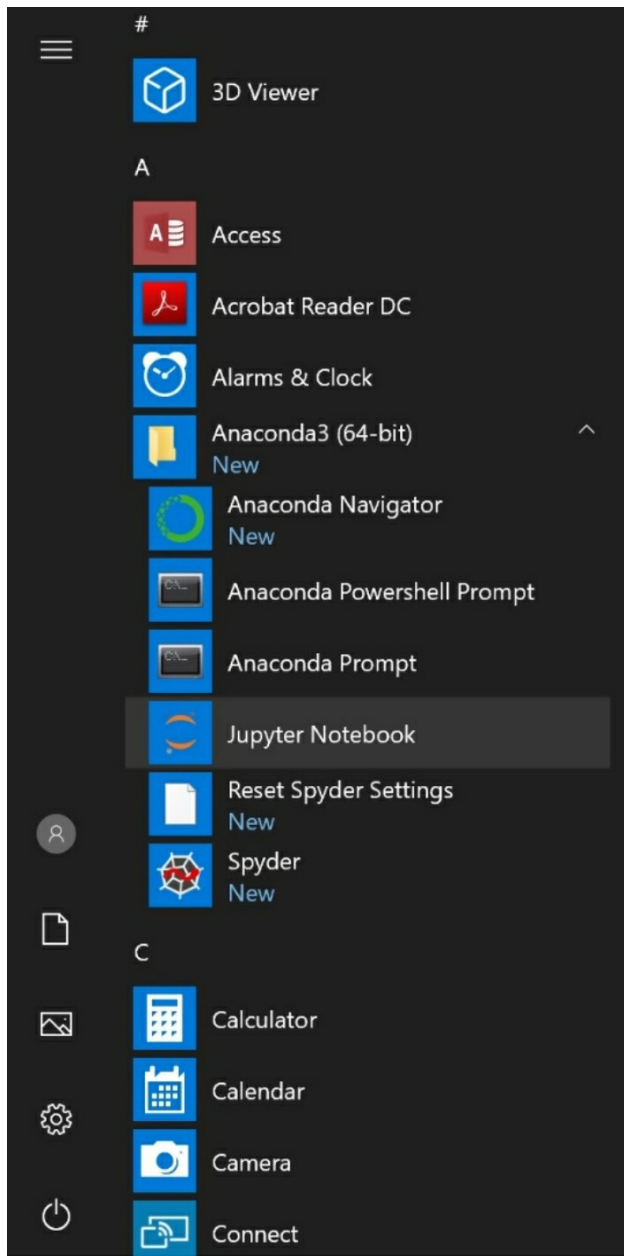 #
3D Viewer
A
Access
Acrobat Reader DC
Alarms & Clock
Anaconda3 (64-bit)
New
Anaconda Navigator
New
Anaconda Powershell Prompt
Anaconda Prompt
Jupyter Notebook
Reset Spyder Settings
New
Spyder
New
C
Calculator
Calendar
Camera
Connect